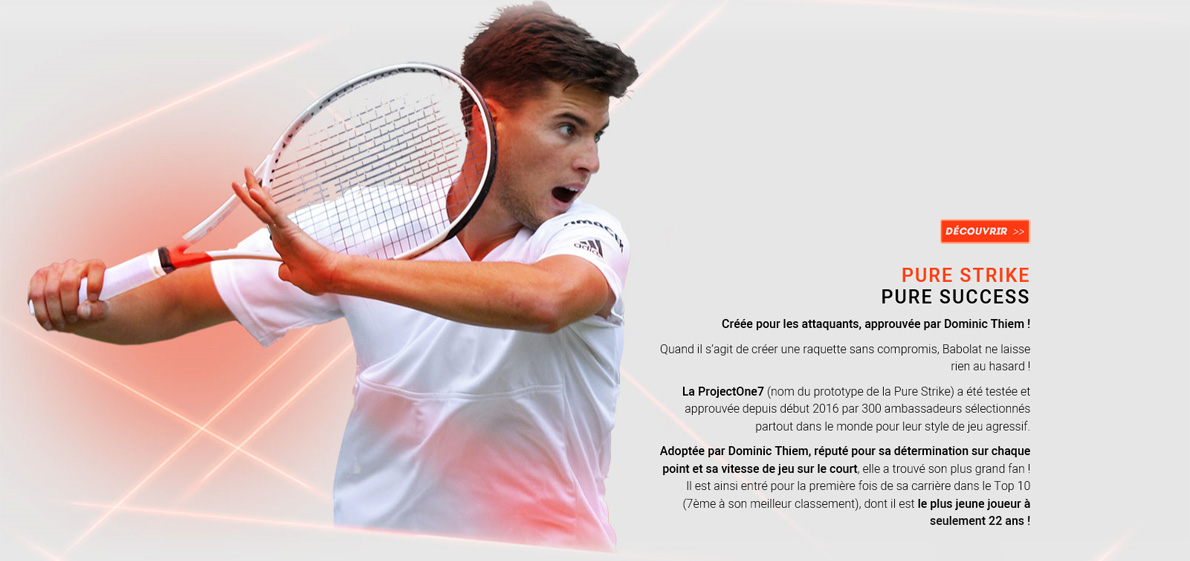 amach
adidas
DÉCOUVRIR >>
PURE STRIKE
PURE SUCCESS
Créée pour les attaquants, approuvée par Dominic Thiem !
Quand il s'agit de créer une raquette sans compromis, Babolat ne laisse
rien au hasard !
La ProjectOne7 (nom du prototype de la Pure Strike) a été testée et
approuvée depuis début 2016 par 300 ambassadeurs sélectionnés
partout dans le monde pour leur style de jeu agressif.
Adoptée par Dominic Thiem, réputé pour sa détermination sur chaque
point et sa vitesse de jeu sur le court, elle a trouvé son plus grand fan !
Il est ainsi entré pour la première fois de sa carrière dans le Top 10
(7ème à son meilleur classement), dont il est le plus jeune joueur à
seulement 22 ans !